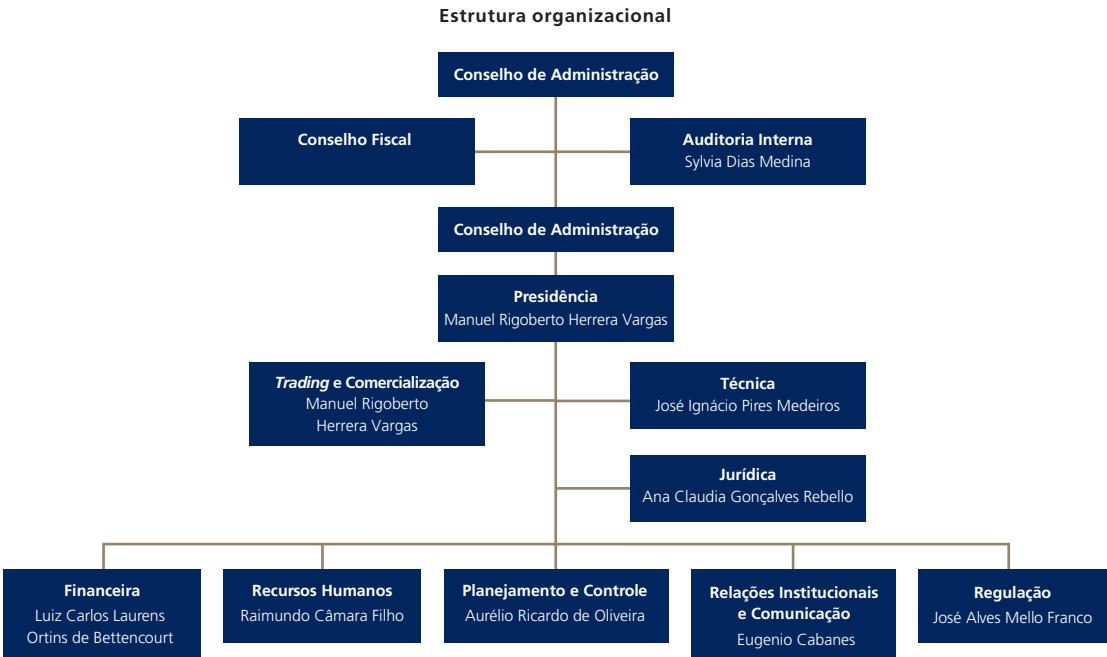 Estrutura organizacional
Conselho de Administração
Conselho Fiscal
Auditoria Interna
Sylvia Dias Medina
Conselho de Administração
Presidência
Manuel Rigoberto Herrera Vargas
Trading e Comercialização
Manuel Rigoberto
Herrera Vargas
Técnica
José Ignácio Pires Medeiros
Jurídica
Ana Claudia Gonçalves Rebello
Financeira
Luiz Carlos Laurens
Ortins de Bettencourt
Recursos Humanos
Raimundo Câmara Filho
Planejamento e Controle
Aurélio Ricardo de Oliveira
Relações Institucionais
e Comunicação
Eugenio Cabanes
Regulação
José Alves Mello Franco